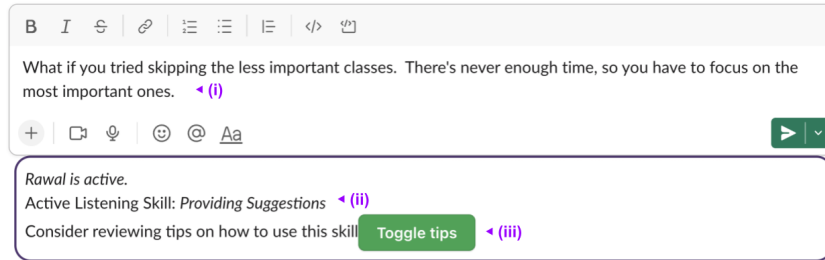 What if you tried skipping the less important classes.  There's never enough time, so you have to focus on the
most important ones. (i)
Aa
Rawal is active.
Active Listening Skill: Providing Suggestions (ii)
Consider reviewing tips on how to use this skill Toggle tips (iii)